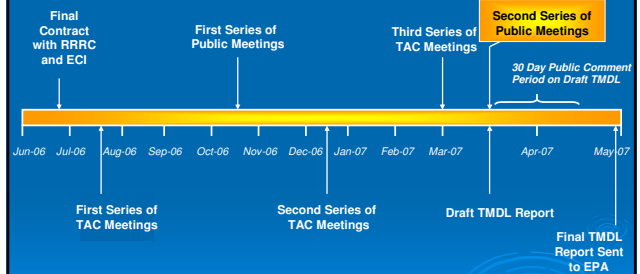 Final
Contract
with RRRC
and ECI
First Series of
Public Meetings
Third Series of
TAC Meetings
Second Series of
Public Meetings
30 Day Public Comment
Period on Draft TMDL
Jun-06 Jul-06 Aug-06 Sep-06 Oct-06 Nov-06 Dec-06 Jan-07 Feb-07 Mar-07 Apr-07 May-07
First Series of
TAC Meetings
Second Series of
TAC Meetings
Draft TMDL Report
Final TMDL
Report Sent
to EPA